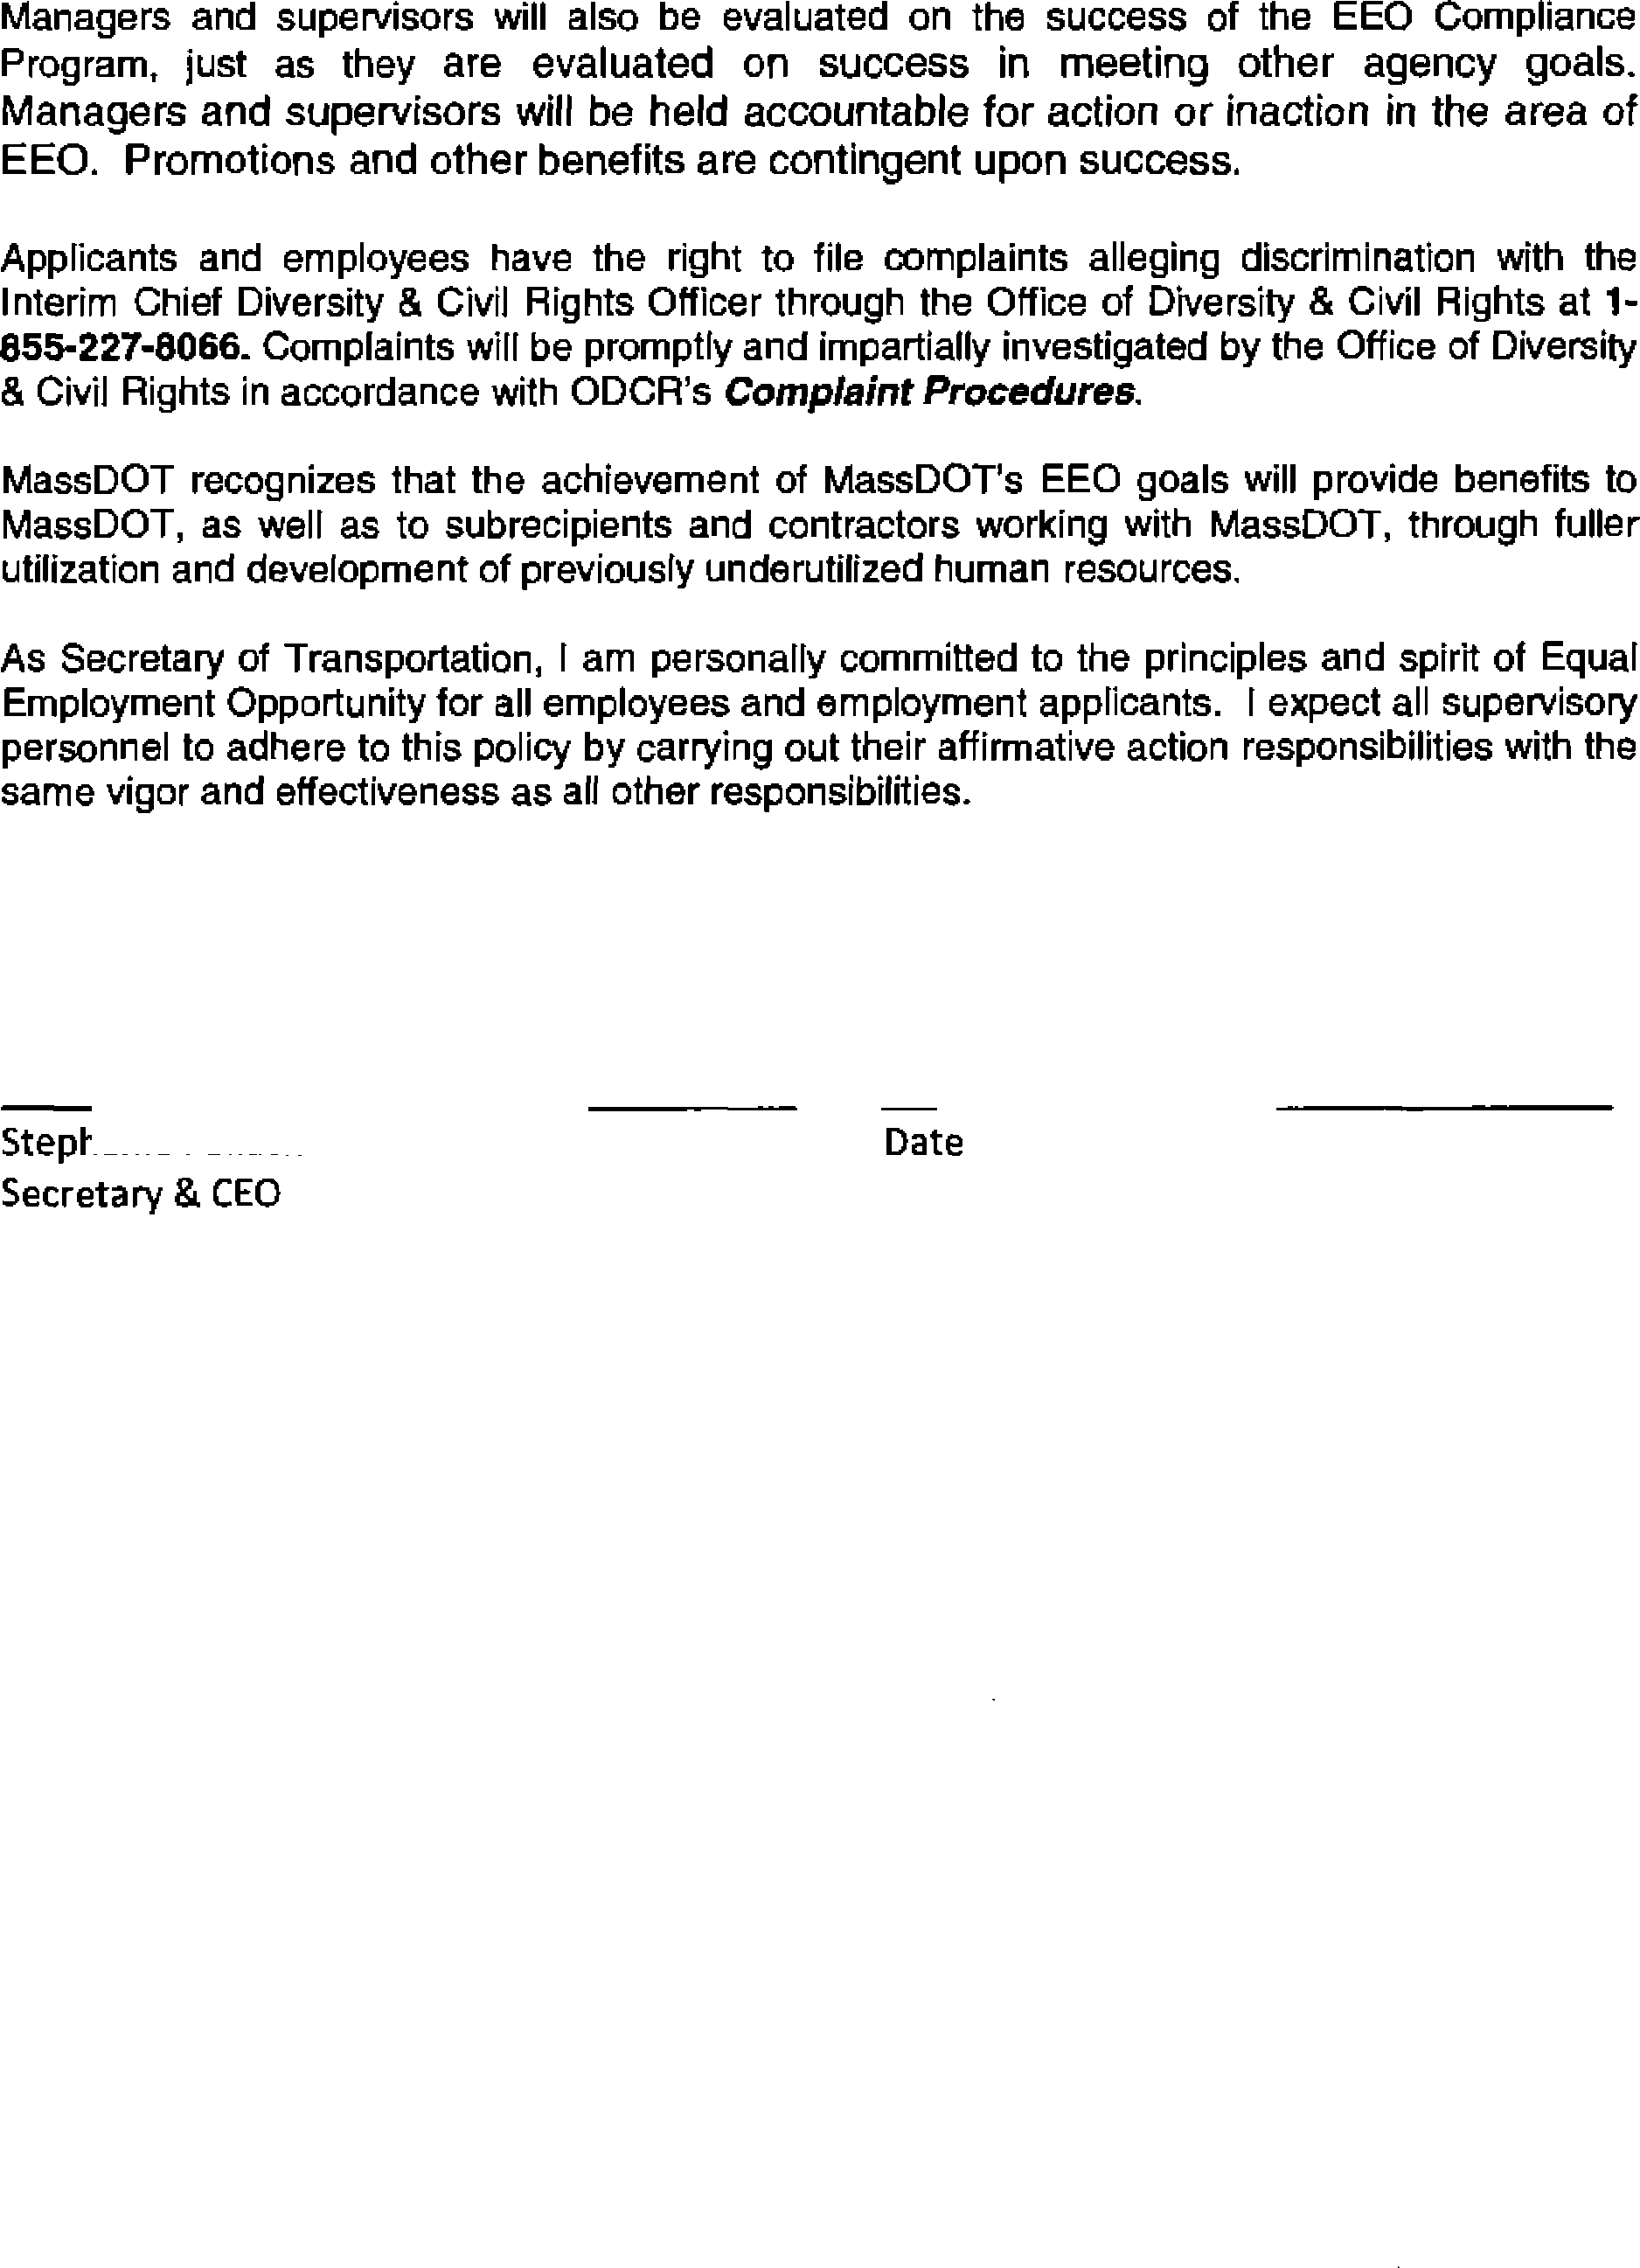 Managers and supervisors will also be evaluated on the success of the EEO Compliance
Program, just as they are evaluated on success in meeting other agency goals.
Managers and supervisors will be held accountable for action or inaction in the area of
EEO. Promotions and other benefits are contingent upon success.
Applicants and employees have the right to file complaints alleging discrimination with the
Interim Chief Diversity & Civil Rights Officer through the Office of Diversity & Civil Rights at 1-
855-227-8066. Complaints will be promptly and impartially investigated by the Office of Diversity
& Civil Rights in accordance with ODCR's Complaint Procedures.
MassDOT recognizes that the achievement of MassDOT's EEO goals will provide benefits to
MassDOT, as well as to subrecipients and contractors working with MassDOT, through fuller
utilization and development of previously underutilized human resources.
As Secretary of Transportation, I am personally committed to the principles and spirit of Equal
Employment Opportunity for all employees and employment applicants. I expect all supervisory
personnel to adhere to this policy by carrying out their affirmative action responsibilities with the
same vigor and effectiveness as all other responsibilities.
Date
Secretary & CEO